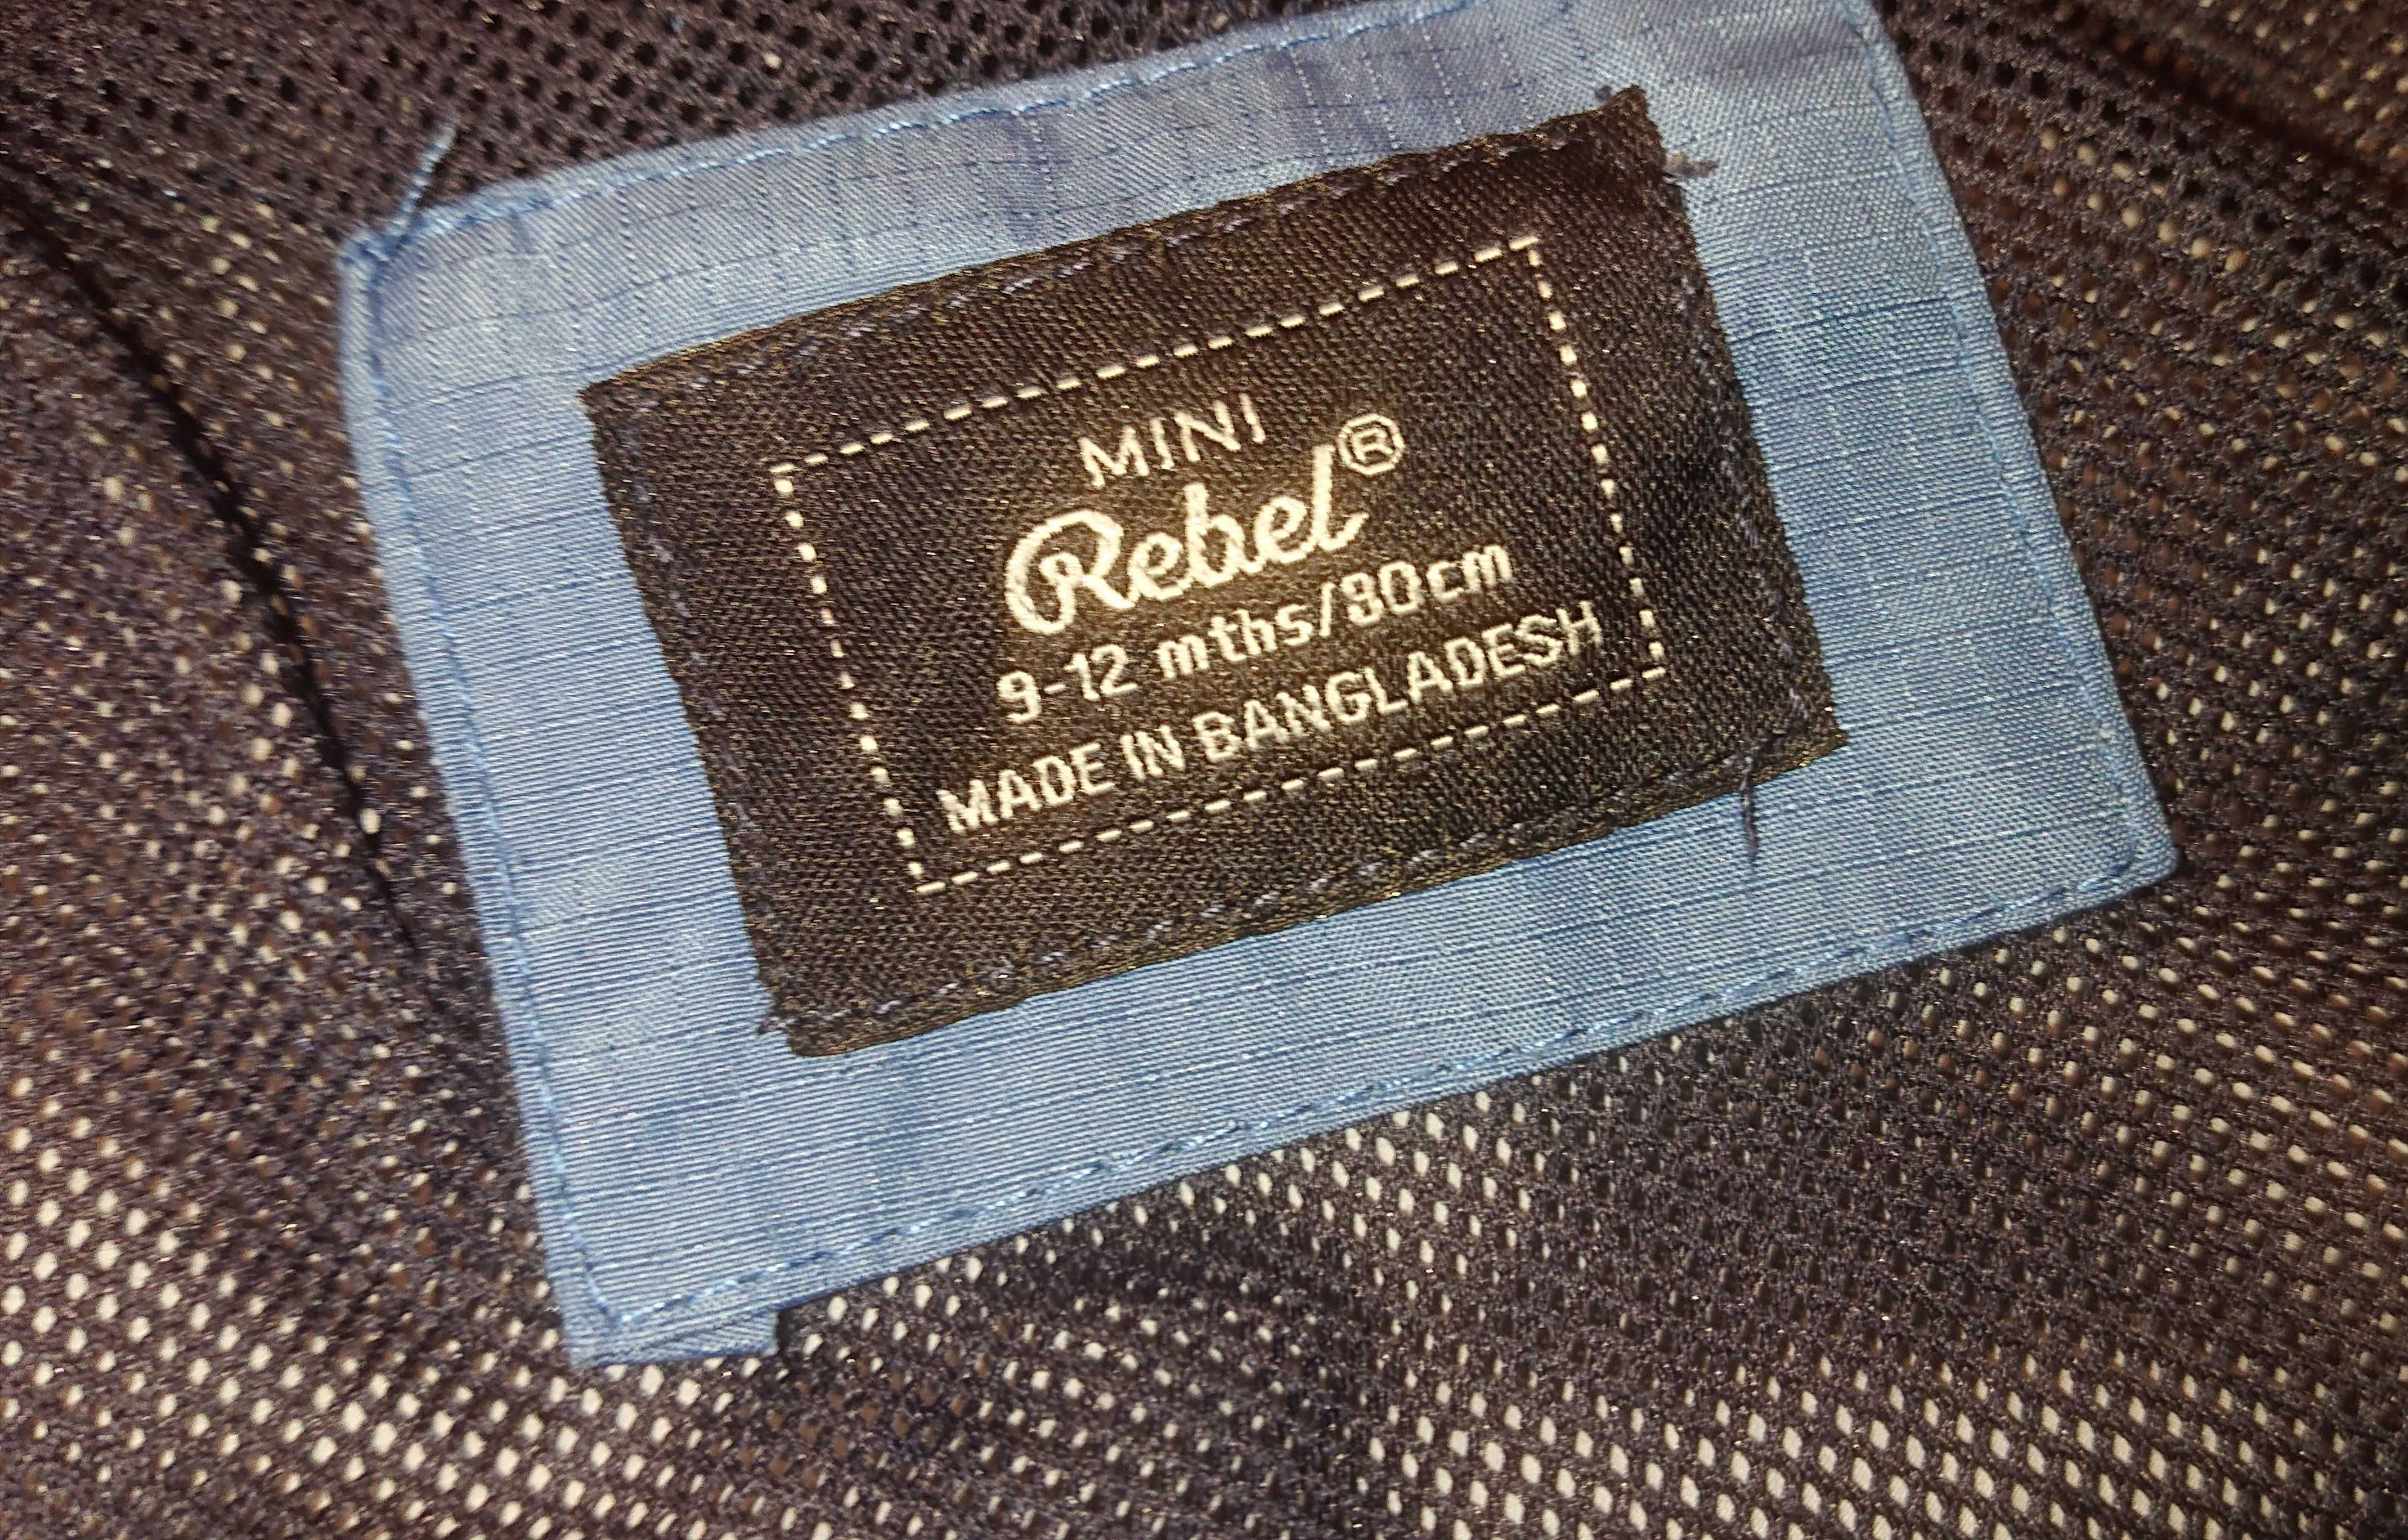 MINI
Rebel®
9-12 mths/80cm
MADE IN BANGLADESH